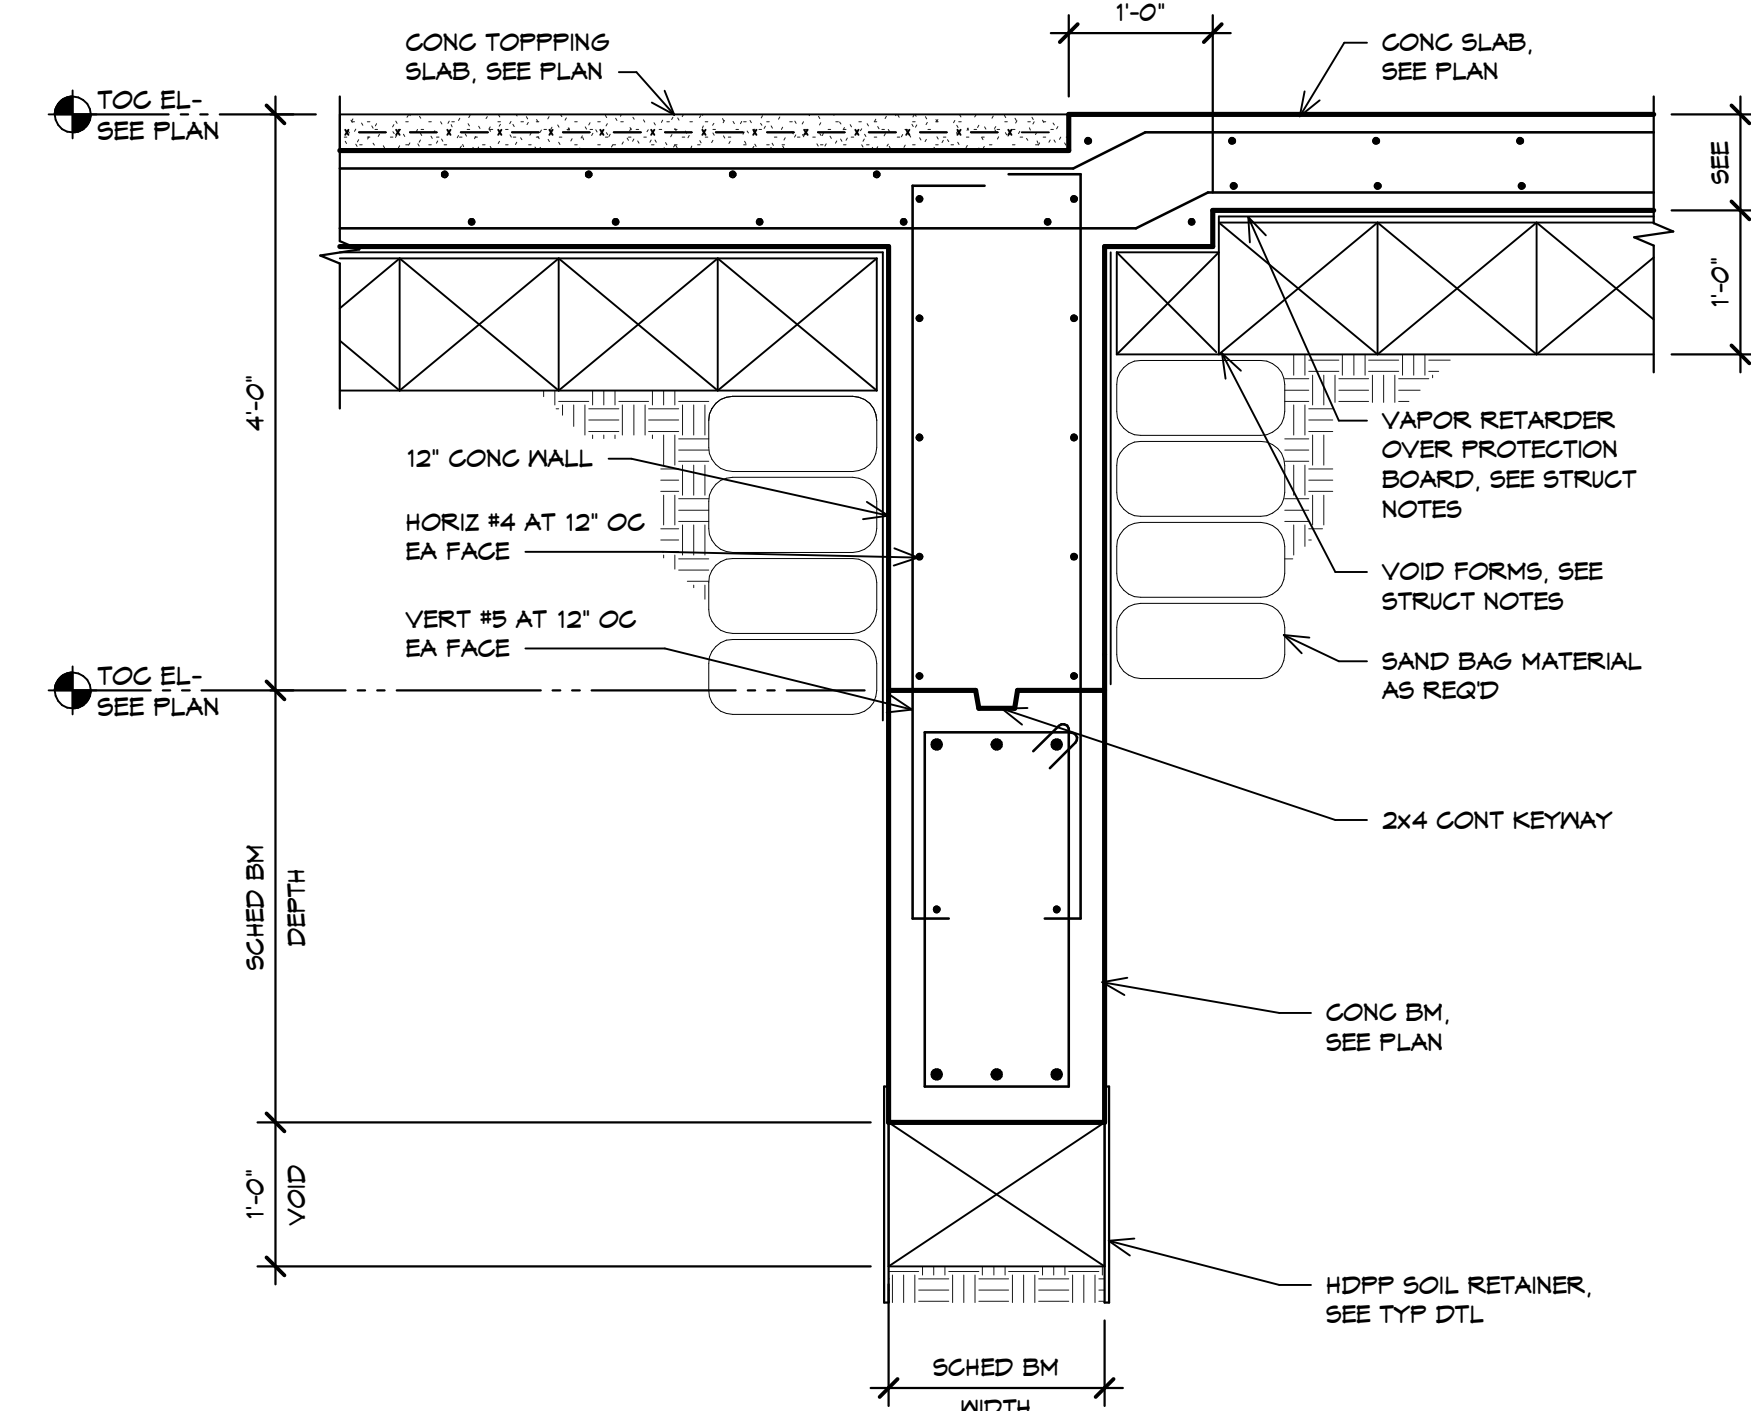 1'-0"
CONC TOPPPING
SLAB, SEE PLAN
CONC SLAB,
SEE PLAN
TOC EL-
SEE PLAN
SEE
1'-0"
4'-0"
12" CONC WALL
HORIZ #4 AT 12" OC
EA FACE
VERT #5 AT 12" OC
EA FACE
VAPOR RETARDER
OVER PROTECTION
BOARD, SEE STRUCT
NOTES
VOID FORMS, SEE
STRUCT NOTES
SAND BAG MATERIAL
AS REQ'D
TOC EL-
SEE PLAN
2x4 CONT KEYWAY
SCHED BM
DEPTH
CONC BM,
SEE PLAN
1'-0"
VOID
HDPP SOIL RETAINER,
SEE TYP DTL
SCHED BM
WIDTH